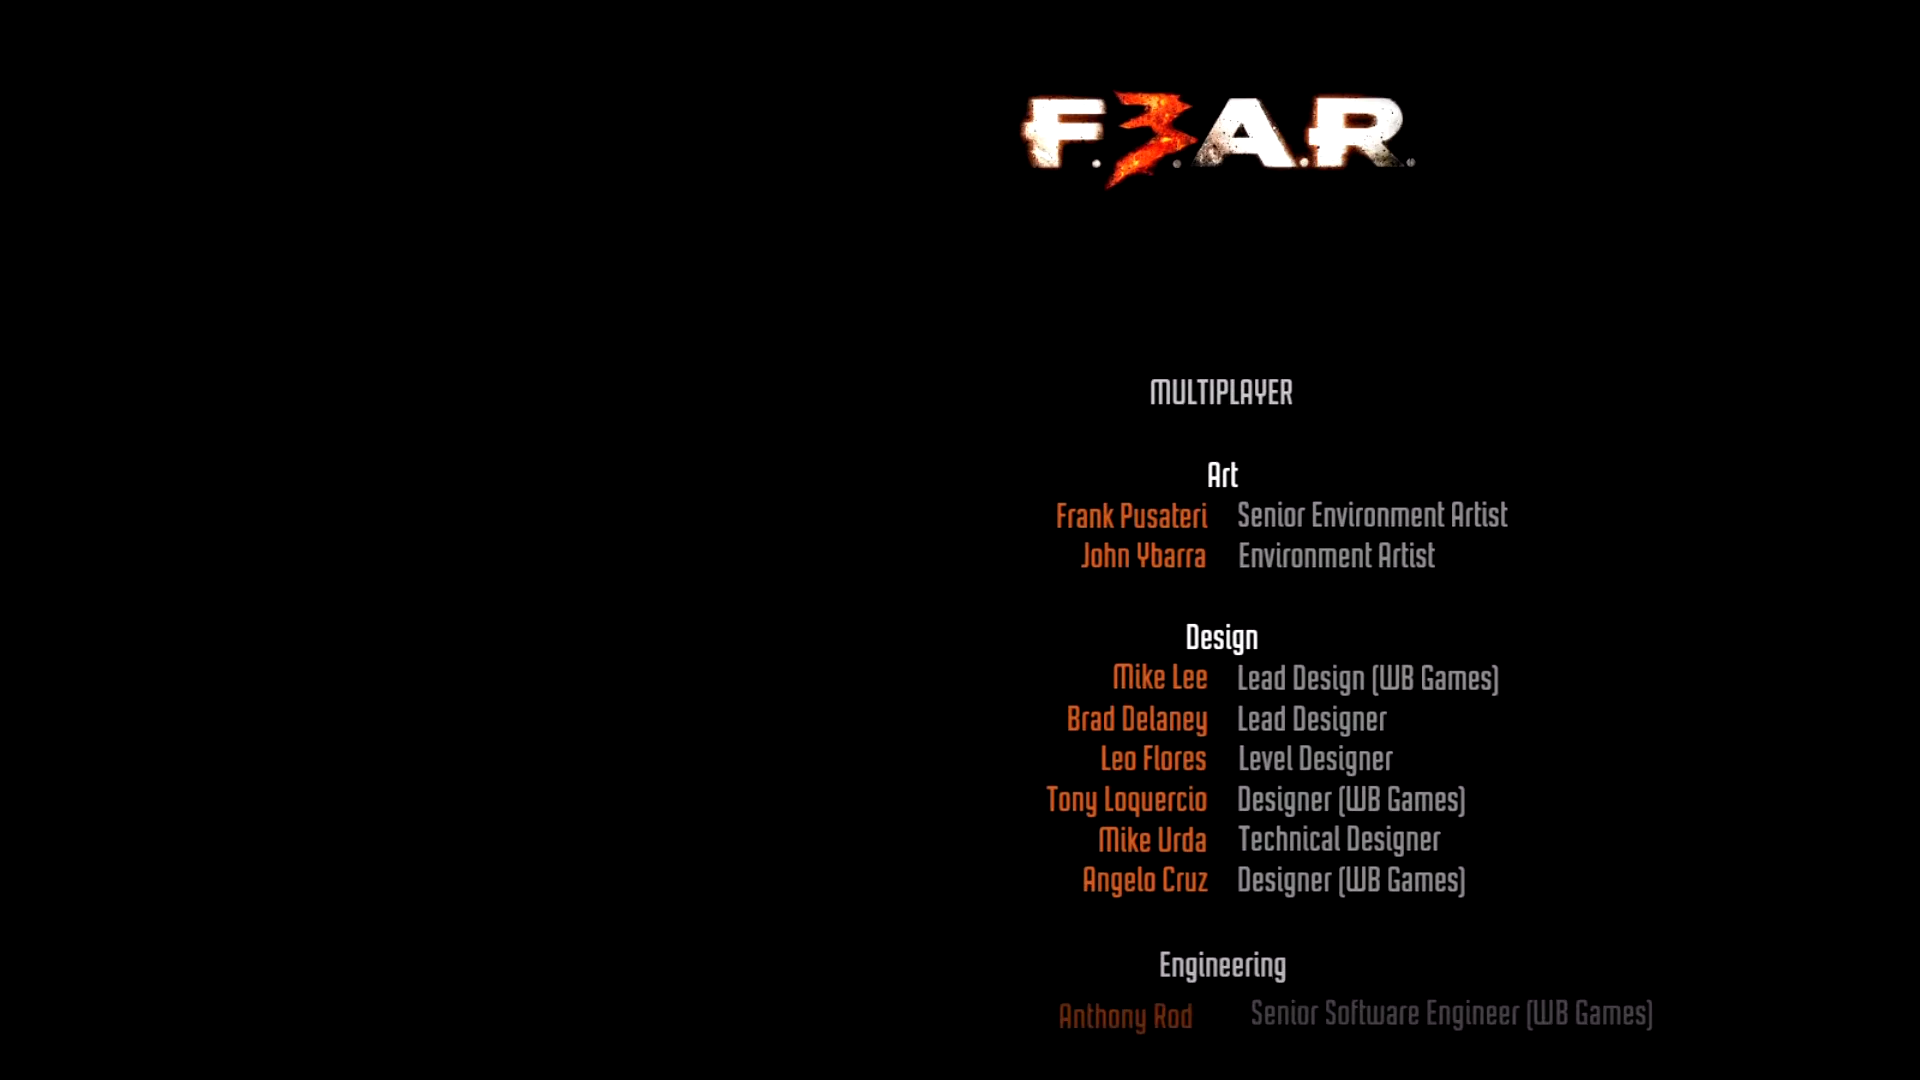 F.3.A.R.
MULTIPLAYER
Art
Frank Pusateri Senior Environment Artist
John Ybarra Environment Artist
Design
Mike Lee Lead Design (WB Games)
Brad Delaney Lead Designer
Leo Flores Level Designer
Tony Loquercio Designer (WB Games)
Mike Urda Technical Designer
Angelo Cruz Designer (WB Games)
Engineering
Anthony Rod Senior Software Engineer (WB Games)